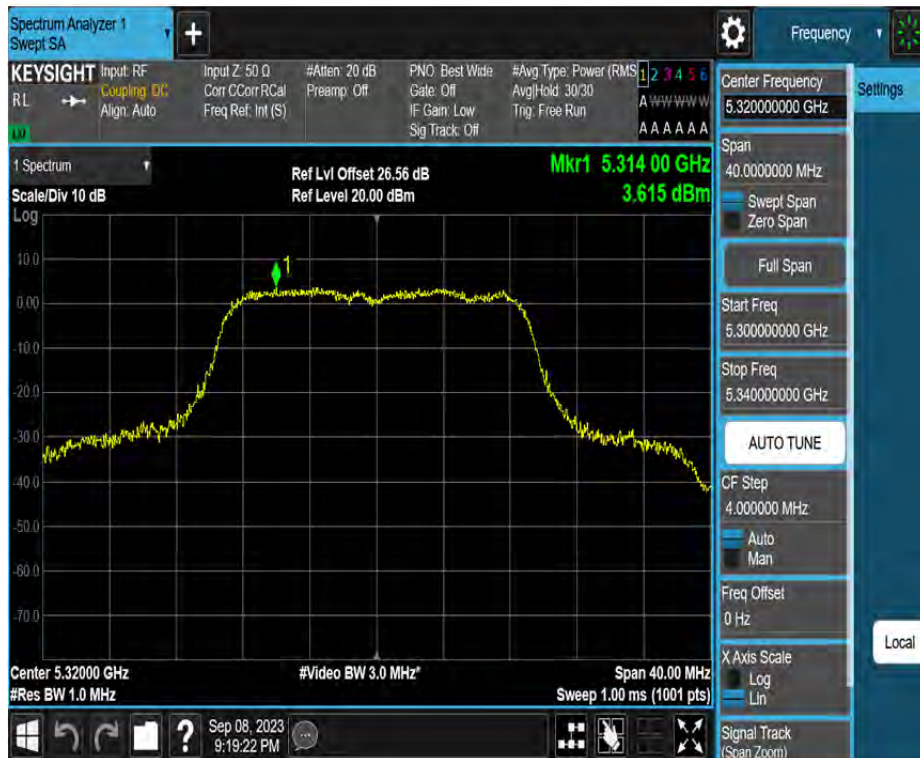 Spectrum Analyzer 1
Swept SA
Frequency
KEYSIGHT
RL
Input: RF
Coupling: DC
Align: Auto
Input Z: 50 Ω
Corr CCorr RCal
Freq Ref: Int (S)
#Atten: 20 dB
Preamp: Off
PNO: Best Wide
Gate: Off
IF Gain: Low
Sig Track: Off
#Avg Type: Power (RMS
Avg|Hold: 30/30
Trig: Free Run
1 2 3 4 5 6
A W W W W W
A A A A A A
1 Spectrum
Scale/Div 10 dB
Log
Ref Lvl Offset 26.56 dB
Ref Level 20.00 dBm
Mkr1 5.314 00 GHz
3.615 dBm
1
10.0
0.00
-10.0
-20.0
-30.0
-40.0
-50.0
-60.0
-70.0
Center 5.32000 GHz
#Res BW 1.0 MHz
#Video BW 3.0 MHz*
Span 40.00 MHz
Sweep 1.00 ms (1001 pts)
Sep 08, 2023
9:19:22 PM
Center Frequency
5.320000000 GHz
Span
40.0000000 MHz
Swept Span
Zero Span
Full Span
Start Freq
5.300000000 GHz
Stop Freq
5.340000000 GHz
AUTO TUNE
CF Step
4.000000 MHz
Auto
Man
Freq Offset
0 Hz
X Axis Scale
Log
Lin
Signal Track
(Span Zoom)
Settings
Local